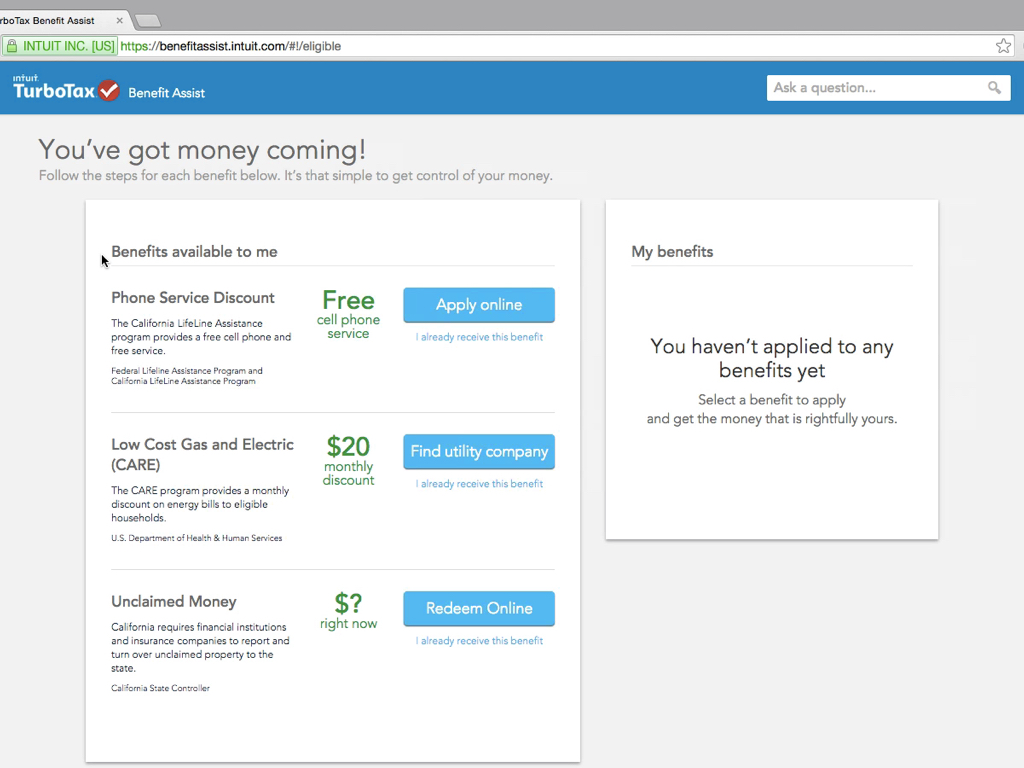 rboTax Benefit Assist
INTUIT INC. [US] https://benefitassist.intuit.com/#!/eligible
intuit.
TurboTax Benefit Assist
Ask a question...
You've got money coming!
Follow the steps for each benefit below. It's that simple to get control of your money.
Benefits available to me
Phone Service Discount
The California LifeLine Assistance
program provides a free cell phone and
free service.
Federal Lifeline Assistance Program and
California LifeLine Assistance Program
Free
cell phone
service
Apply online
I already receive this benefit
Low Cost Gas and Electric
(CARE)
The CARE program provides a monthly
discount on energy bills to eligible
households.
U.S. Department of Health & Human Services
$20
monthly
discount
Find utility company
I already receive this benefit
Unclaimed Money
California requires financial institutions
and insurance companies to report and
turn over unclaimed property to the
state.
California State Controller
$?
right now
Redeem Online
I already receive this benefit
My benefits
You haven't applied to any
benefits yet
Select a benefit to apply
and get the money that is rightfully yours.